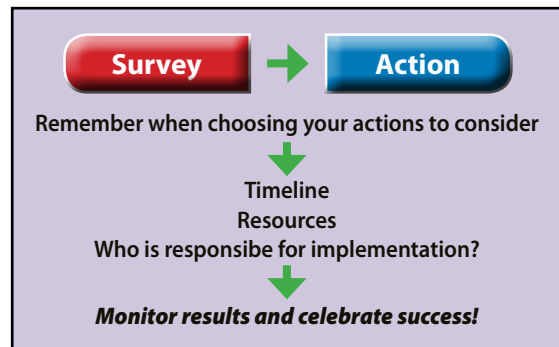 Survey Action
Remember when choosing your actions to consider
Timeline
Resources
Who is responsibe for implementation?
Monitor results and celebrate success!